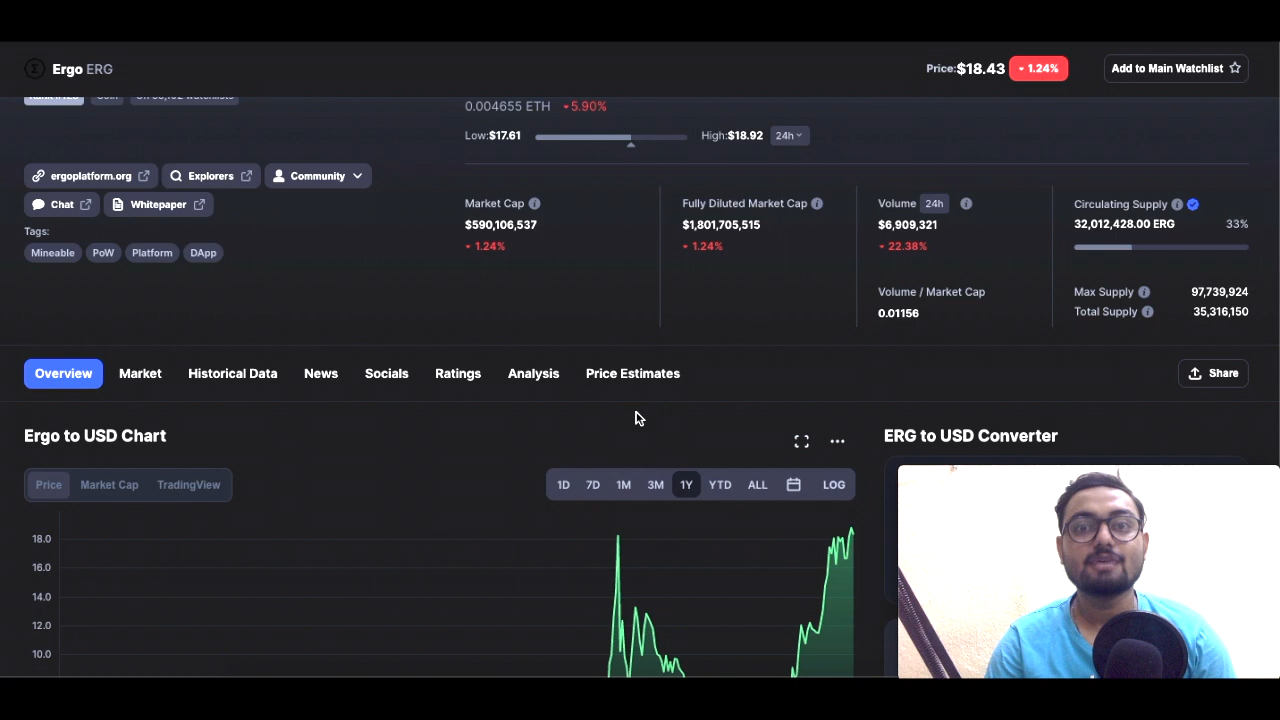 Ergo ERG
Price:$18.43 1.24%
Add to Main Watchlist
0.004655 ETH 5.90%
Low:$17.61 High:$18.92 24h
ergoplatform.org Explorers Community
Chat Whitepaper
Tags:
Mineable PoW Platform DApp
Market Cap
$590,106,537
1.24%
Fully Diluted Market Cap
$1,801,705,515
1.24%
Volume 24h
$6,909,321
22.38%
Volume / Market Cap
0.01156
Circulating Supply
32,012,428.00 ERG 33%
Max Supply 97,739,924
Total Supply 35,316,150
Overview Market Historical Data News Socials Ratings Analysis Price Estimates
Share
Ergo to USD Chart
Price Market Cap TradingView
1D 7D 1M 3M 1Y YTD ALL LOG
18.0
16.0
14.0
12.0
10.0
ERG to USD Converter